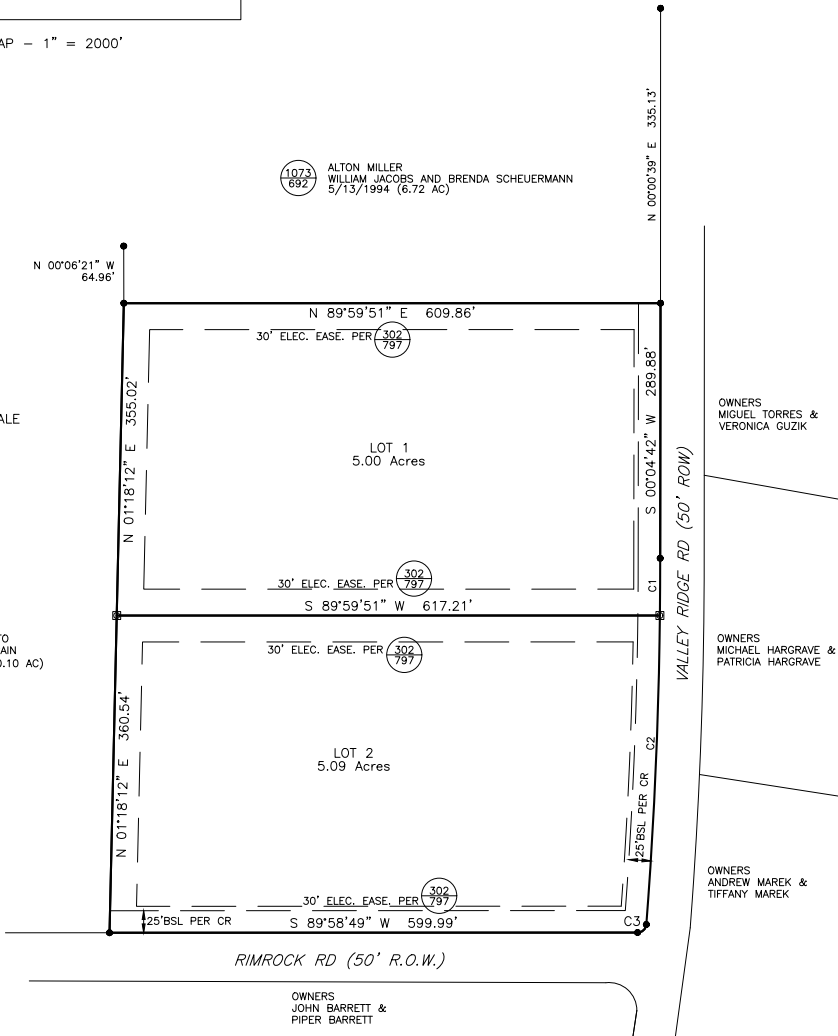 AP - 1" = 2000'
N 00°00'39" E 335.13'
1073
692
ALTON MILLER
WILLIAM JACOBS AND BRENDA SCHEUERMANN
5/13/1994 (6.72 AC)
N 00°06'21" W
64.96'
N 89°59'51" E 609.86'
30' ELEC. EASE. PER 302
797
N 01°18'12" E 355.02'
S 00°04'42" W 289.88'
ALE
LOT 1
5.00 Acres
OWNERS
MIGUEL TORRES &
VERONICA GUZIK
VALLEY RIDGE RD (50' ROW)
C1
30' ELEC. EASE. PER 302
797
S 89°59'51" W 617.21'
TO
AIN
0.10 AC)
30' ELEC. EASE. PER 302
797
OWNERS
MICHAEL HARGRAVE &
PATRICIA HARGRAVE
N 01°18'12" E 360.54'
C2
LOT 2
5.09 Acres
25'BSL PER CR
OWNERS
ANDREW MAREK &
TIFFANY MAREK
30' ELEC. EASE. PER 302
797
25'BSL PER CR
S 89°58'49" W 599.99'
C3
RIMROCK RD (50' R.O.W.)
OWNERS
JOHN BARRETT &
PIPER BARRETT